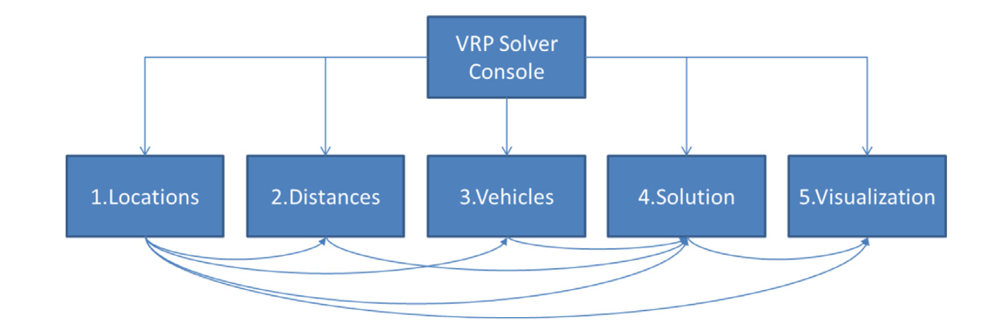 VRP Solver
Console
1.Locations
2.Distances
3.Vehicles
4.Solution
5.Visualization